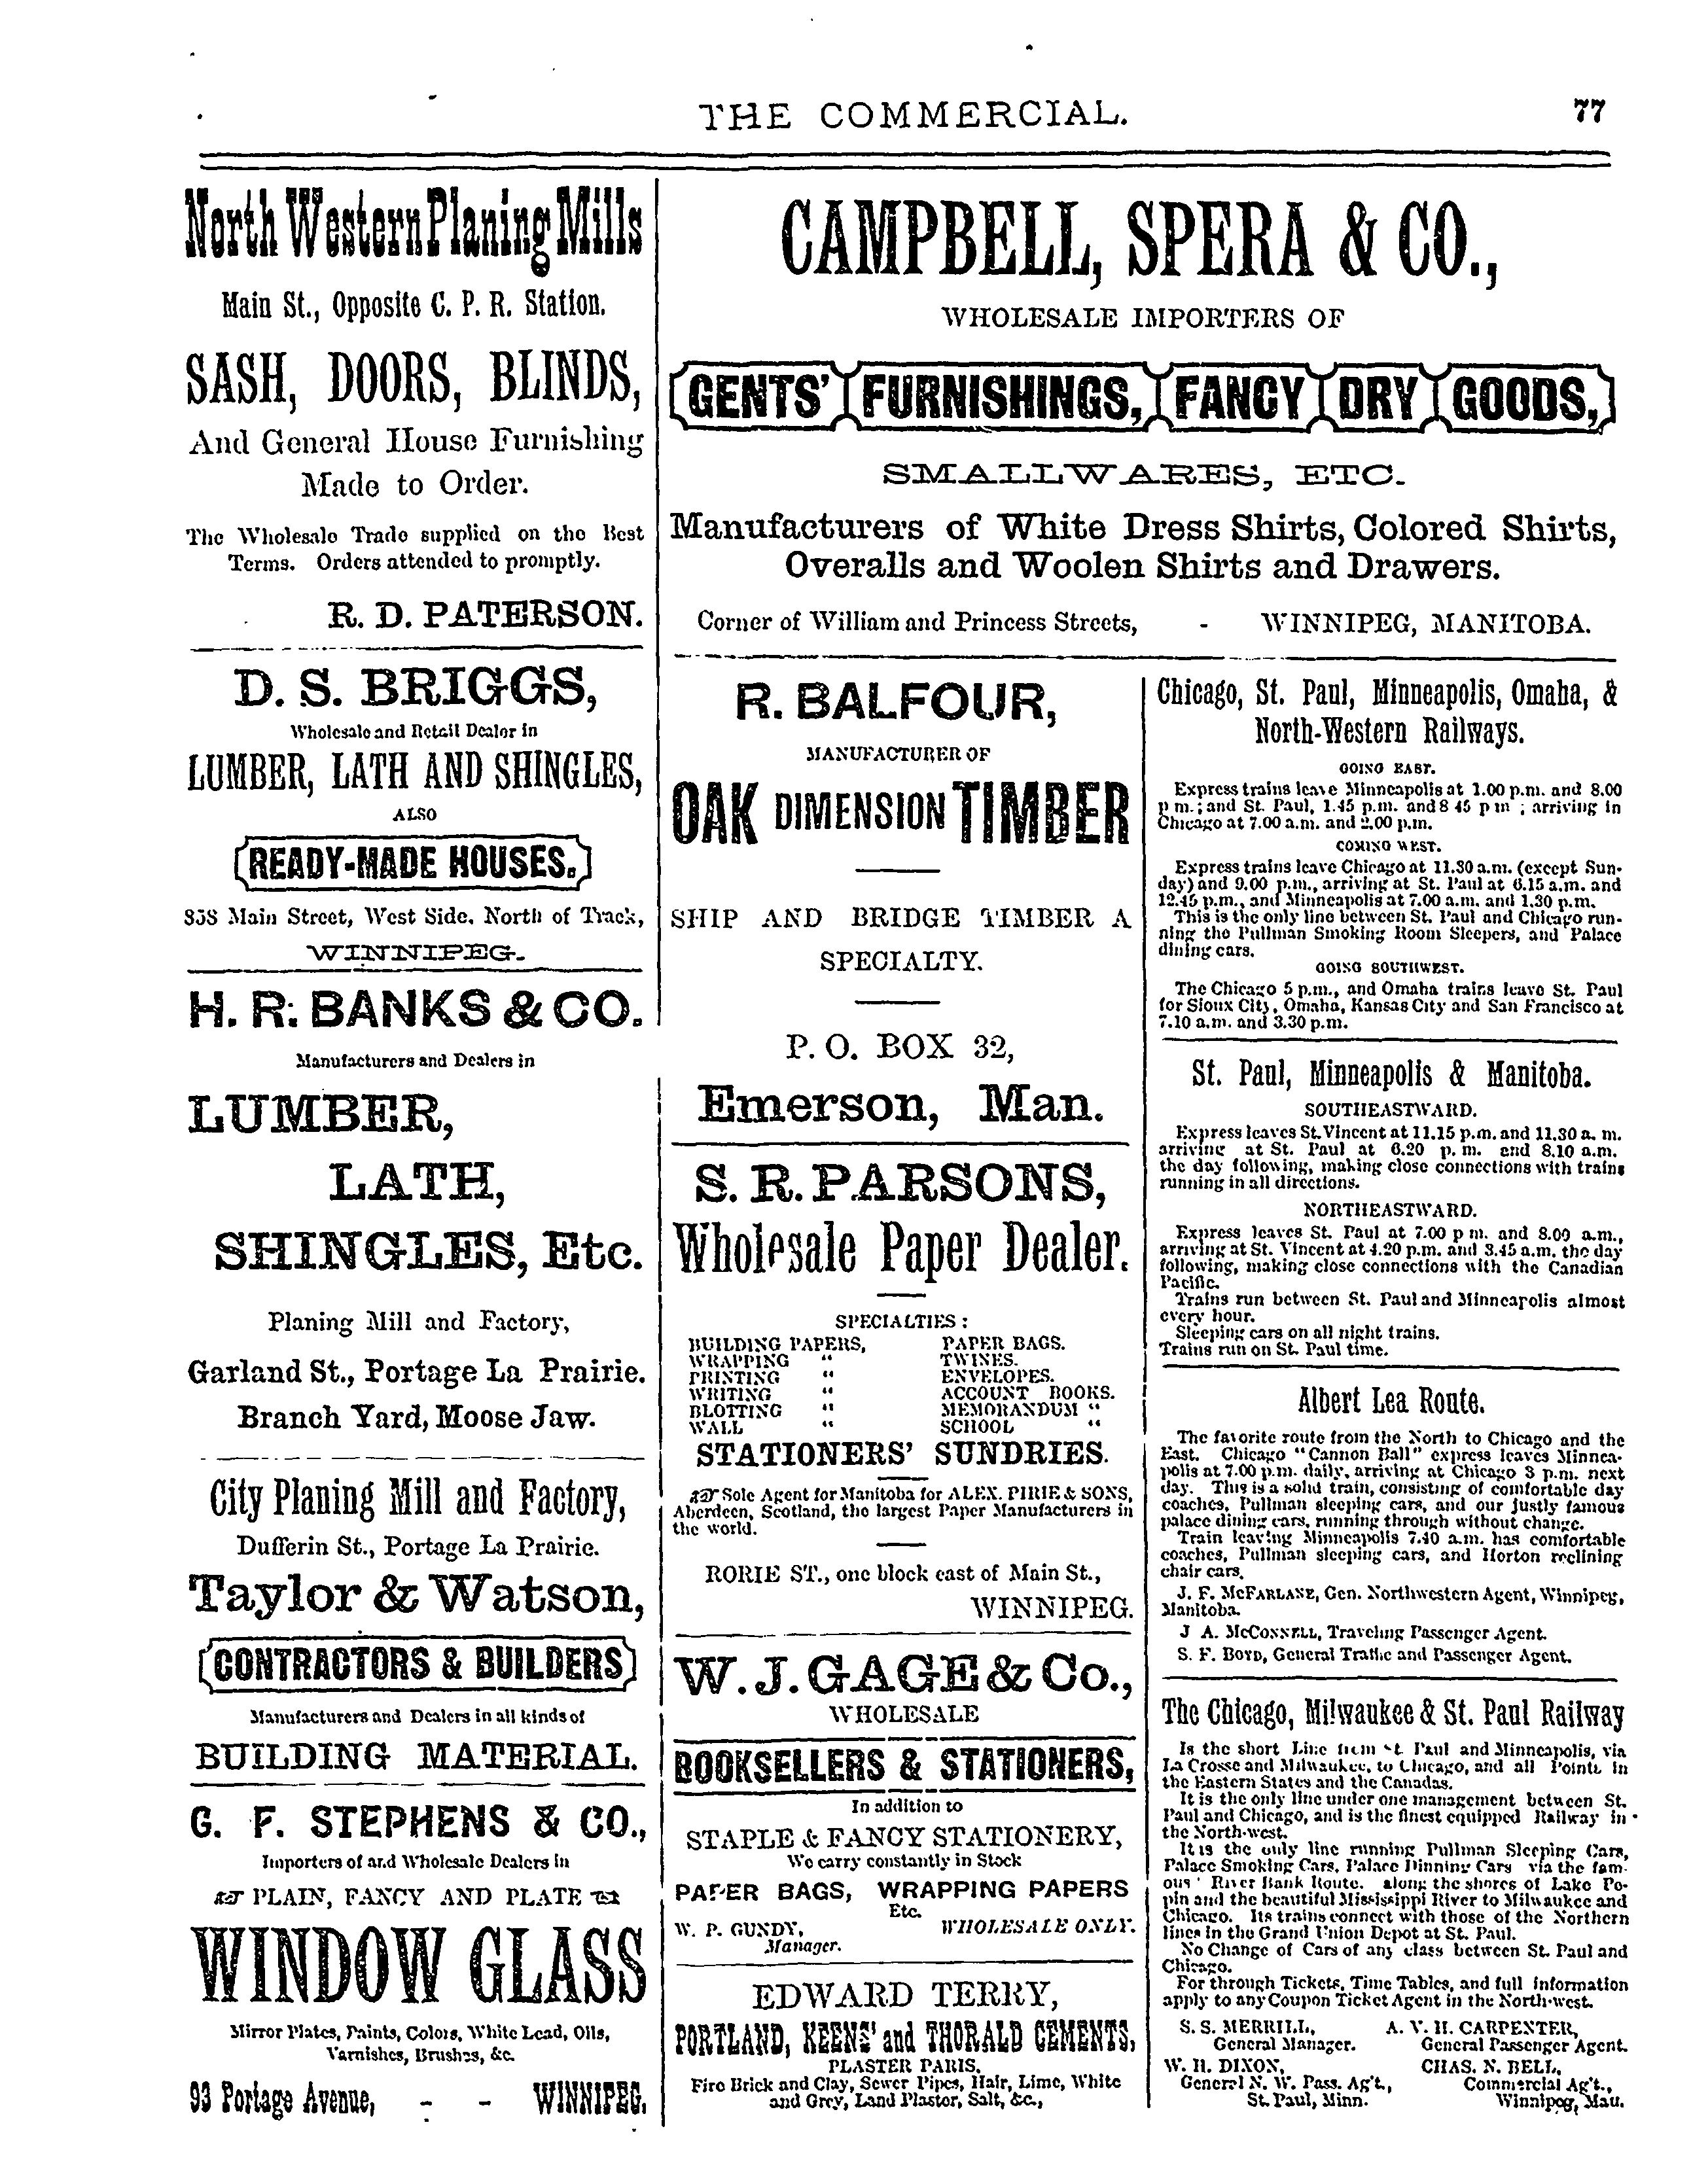 THE COMMERCIAL.
77
North Western Planing Mills
Main St., Opposite C. P. R. Station.
SASH, DOORS, BLINDS,
And General House Furnishing
Made to Order.
The Wholesale Trade supplied on the Best
Terms. Orders attended to promptly.
R. D. PATERSON.
D. S. BRIGGS,
Wholesale and Retail Dealer in
LUMBER, LATH AND SHINGLES,
ALSO
READY-MADE HOUSES.
858 Main Street, West Side, North of Track,
WINNIPEG.
H. R. BANKS & CO.
Manufacturers and Dealers in
LUMBER,
LATH,
SHINGLES, Etc.
Planing Mill and Factory,
Garland St., Portage La Prairie.
Branch Yard, Moose Jaw.
City Planing Mill and Factory,
Dufferin St., Portage La Prairie.
Taylor & Watson,
CONTRACTORS & BUILDERS
Manufacturers and Dealers in all kinds of
BUILDING MATERIAL.
G. F. STEPHENS & CO.,
Importers of and Wholesale Dealers in
PLAIN, FANCY AND PLATE
WINDOW GLASS
Mirror Plates, Paints, Colors, White Lead, Oils,
Varnishes, Brushes, &c.
93 Portage Avenue, - - WINNIPEG.
CAMPBELL, SPERA & CO.,
WHOLESALE IMPORTERS OF
GENTS' FURNISHINGS, FANCY DRY GOODS,
SMALLWARES, ETC.
Manufacturers of White Dress Shirts, Colored Shirts,
Overalls and Woolen Shirts and Drawers.
Corner of William and Princess Streets, - WINNIPEG, MANITOBA.
R. BALFOUR,
MANUFACTURER OF
OAK DIMENSION TIMBER
SHIP AND BRIDGE TIMBER A
SPECIALTY.
P. O. BOX 32,
Emerson, Man.
S. R. PARSONS,
Wholesale Paper Dealer.
SPECIALTIES:
BUILDING PAPERS, PAPER BAGS.
WRAPPING " TWINES.
PRINTING " ENVELOPES.
WRITING " ACCOUNT BOOKS.
BLOTTING " MEMORANDUM "
WALL " SCHOOL "
STATIONERS' SUNDRIES.
Sole Agent for Manitoba for ALEX. PIRIE & SONS,
Aberdeen, Scotland, the largest Paper Manufacturers in
the world.
RORIE ST., one block east of Main St.,
WINNIPEG.
W. J. GAGE & Co.,
WHOLESALE
BOOKSELLERS & STATIONERS,
In addition to
STAPLE & FANCY STATIONERY,
We carry constantly in Stock
PAPER BAGS, WRAPPING PAPERS
Etc.
W. P. GUNDY, WHOLESALE ONLY.
Manager.
EDWARD TERRY,
PORTLAND, KEENS' and THORALD CEMENTS,
PLASTER PARIS.
Fire Brick and Clay, Sewer Pipes, Hair, Lime, White
and Grey, Land Plaster, Salt, &c.,
Chicago, St. Paul, Minneapolis, Omaha, &
North-Western Railways.
GOING EAST.
Express trains leave Minneapolis at 1.00 p.m. and 8.00
p m.; and St. Paul, 1.45 p.m. and 8 45 p m ; arriving in
Chicago at 7.00 a.m. and 2.00 p.m.
COMING WEST.
Express trains leave Chicago at 11.30 a.m. (except Sun-
day) and 9.00 p.m., arriving at St. Paul at 6.15 a.m. and
12.45 p.m., and Minneapolis at 7.00 a.m. and 1.30 p.m.
This is the only line between St. Paul and Chicago run-
ning the Pullman Smoking Room Sleepers, and Palace
dining cars.
GOING SOUTHWEST.
The Chicago 5 p.m., and Omaha trains leave St. Paul
for Sioux City, Omaha, Kansas City and San Francisco at
7.10 a.m. and 3.30 p.m.
St. Paul, Minneapolis & Manitoba.
SOUTHEASTWARD.
Express leaves St. Vincent at 11.15 p.m. and 11.30 a. m.
arriving at St. Paul at 6.20 p. m. and 8.10 a.m.
the day following, making close connections with trains
running in all directions.
NORTHEASTWARD.
Express leaves St. Paul at 7.00 p m. and 8.00 a.m.,
arriving at St. Vincent at 4.20 p.m. and 3.45 a.m. the day
following, making close connections with the Canadian
Pacific.
Trains run between St. Paul and Minneapolis almost
every hour.
Sleeping cars on all night trains.
Trains run on St. Paul time.
Albert Lea Route.
The favorite route from the North to Chicago and the
East. Chicago "Cannon Ball" express leaves Minnea-
polis at 7.00 p.m. daily, arriving at Chicago 3 p.m. next
day. This is a solid train, consisting of comfortable day
coaches, Pullman sleeping cars, and our justly famous
palace dining cars, running through without change.
Train leaving Minneapolis 7.40 a.m. has comfortable
coaches, Pullman sleeping cars, and Horton reclining
chair cars.
J. F. MCFARLANE, Gen. Northwestern Agent, Winnipeg,
Manitoba.
J A. MCCONNELL, Traveling Passenger Agent.
S. F. BOYD, General Traffic and Passenger Agent.
The Chicago, Milwaukee & St. Paul Railway
Is the short Line from St. Paul and Minneapolis, via
La Crosse and Milwaukee, to Chicago, and all Points in
the Eastern States and the Canadas.
It is the only line under one management between St.
Paul and Chicago, and is the finest equipped Railway in
the North-west.
It is the only line running Pullman Sleeping Cars,
Palace Smoking Cars, Palace Dinning Cars via the fam-
ous ' River Bank Route. along the shores of Lake Pe-
pin and the beautiful Mississippi River to Milwaukee and
Chicago. Its trains connect with those of the Northern
lines in the Grand Union Depot at St. Paul.
No Change of Cars of any class between St. Paul and
Chicago.
For through Tickets, Time Tables, and full information
apply to any Coupon Ticket Agent in the North-west.
S. S. MERRILL, A. V. H. CARPENTER,
General Manager. General Passenger Agent.
W. H. DIXON, CHAS. N. BELL,
General N. W. Pass. Ag't., Commercial Ag't.,
St. Paul, Minn. Winnipeg, Man.